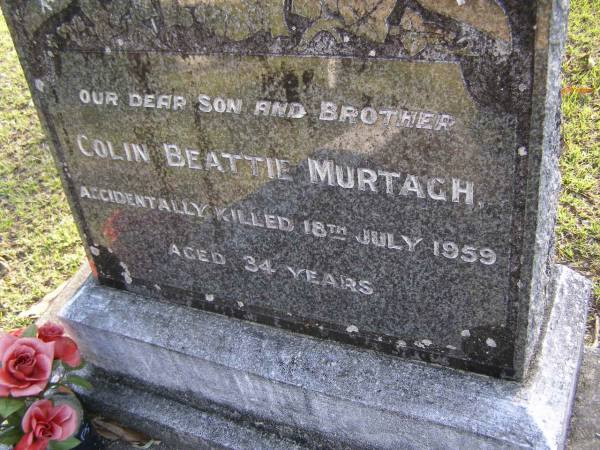 OUR DEAR SON AND BROTHER
COLIN BEATTIE MURTAGH,
ACCIDENTALLY KILLED 18TH JULY 1959
AGED 34 YEARS